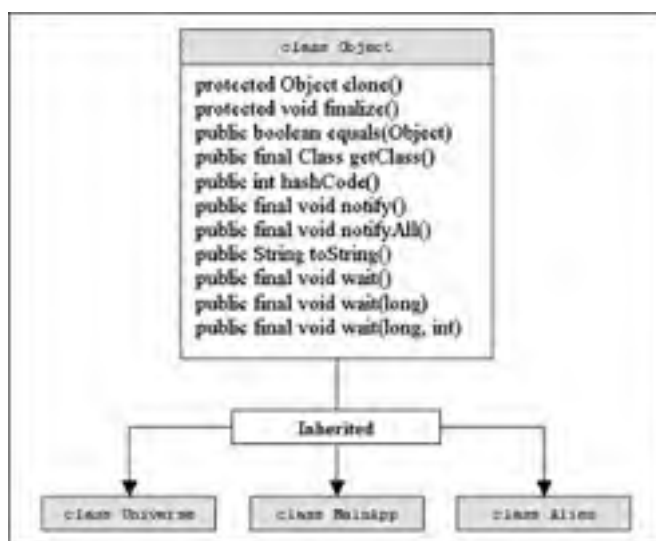 class Object
protected Object clone()
protected void finalize()
public boolean equals(Object)
public final Class getClass()
public int hashCode()
public final void notify()
public final void notifyAll()
public String toString()
public final void wait()
public final void wait(long)
public final void wait(long, int)
Inherited
class Universe
class MainApp
class Alien